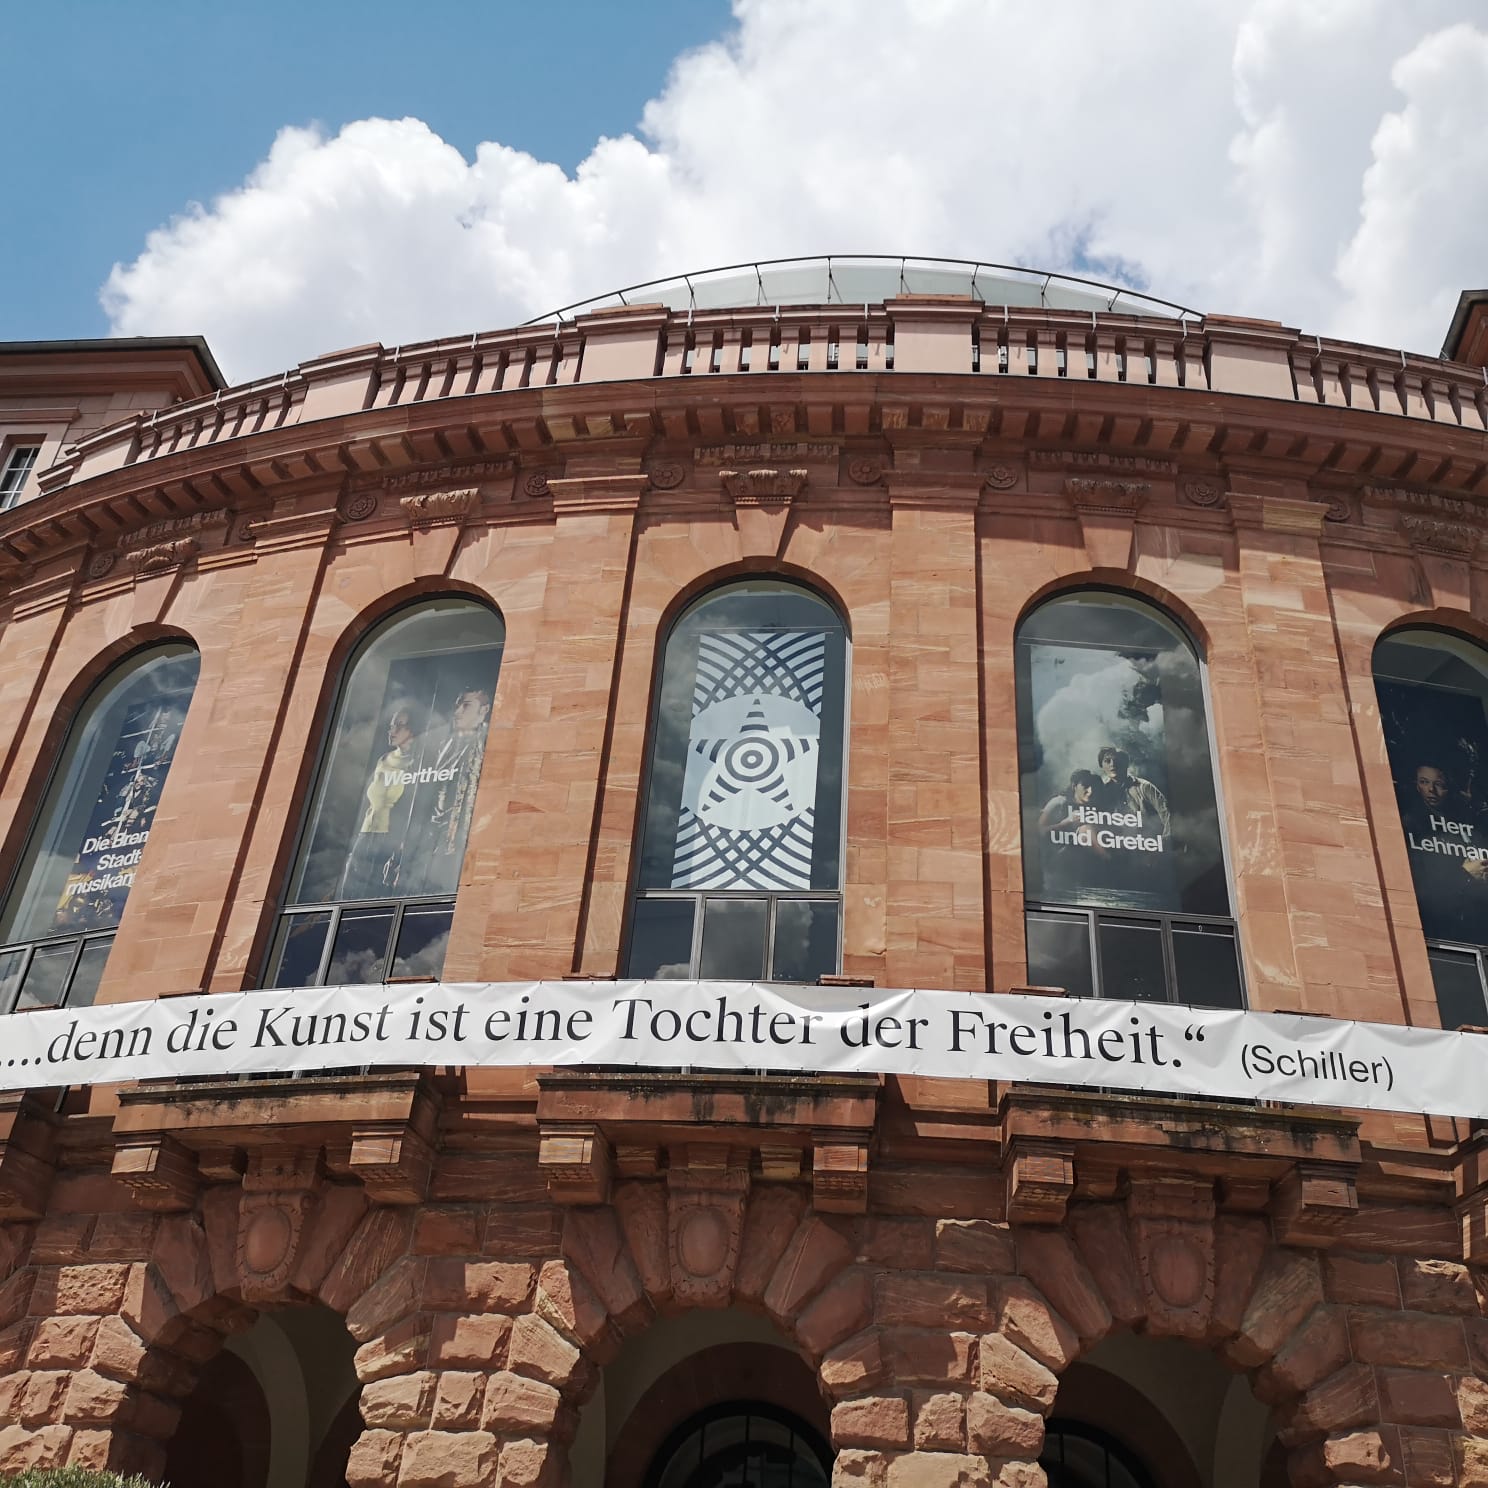 Die Brem
Stadt-
musikan
Werther
Hänsel
und Gretel
Herr
Lehman
....denn die Kunst ist eine Tochter der Freiheit.“ (Schiller)